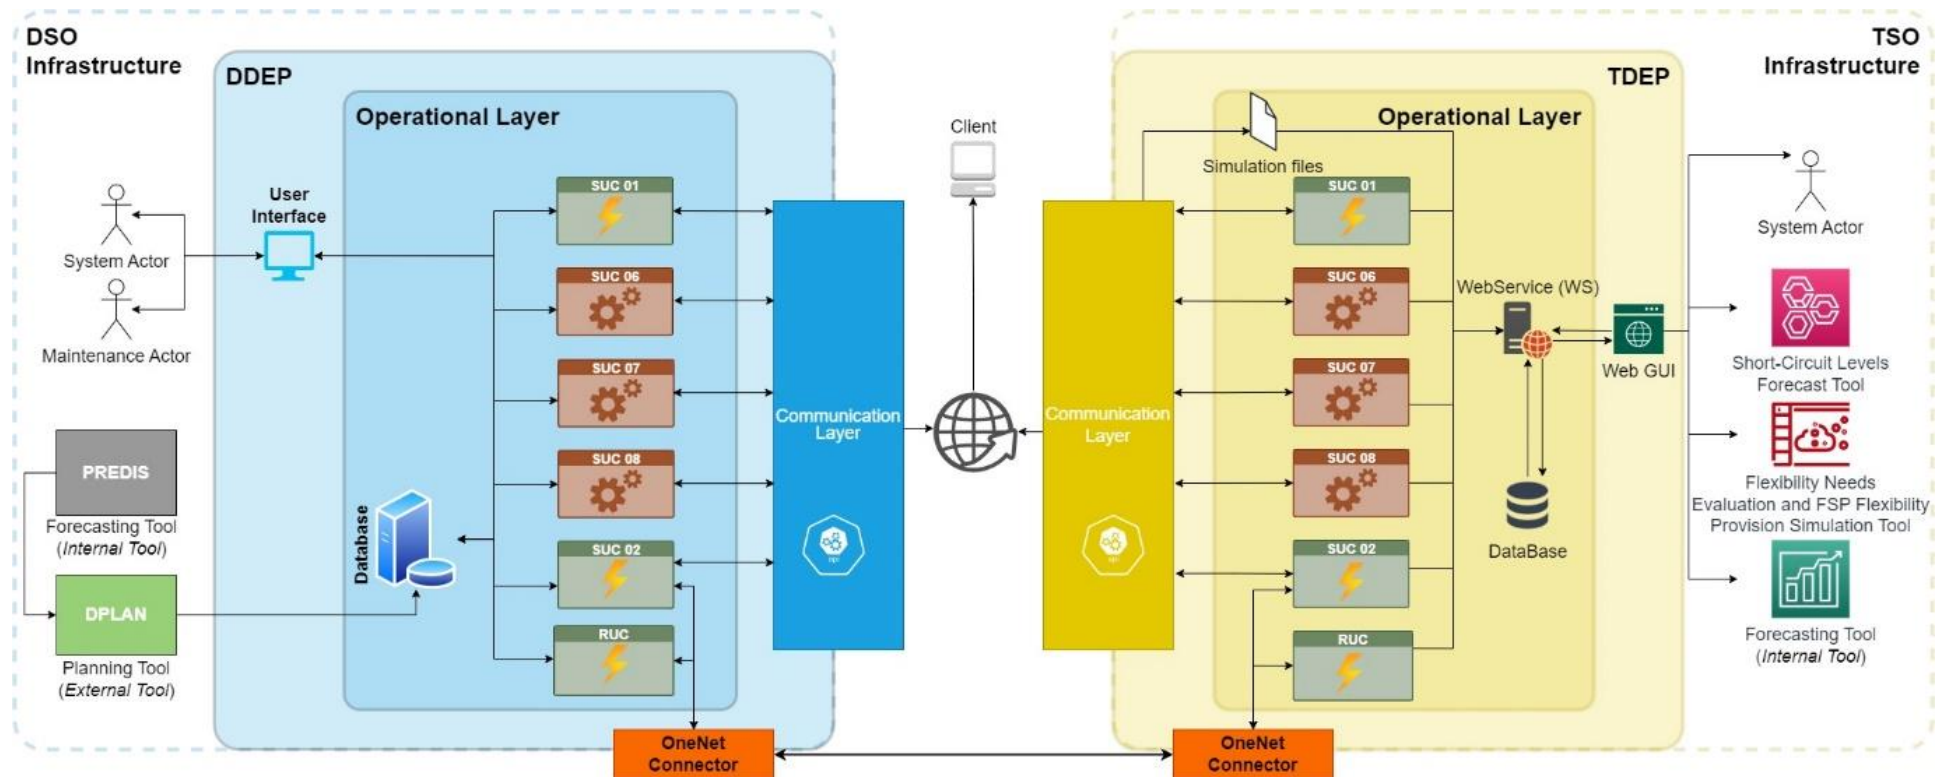 DSO
Infrastructure
DDEP
Operational Layer
User
Interface
System Actor
Maintenance Actor
PREDIS
Forecasting Tool
(Internal Tool)
DPLAN
Planning Tool
(External Tool)
Database
SUC 01
SUC 06
SUC 07
SUC 08
SUC 02
RUC
Communication
Layer
OneNet
Connector
Client
TSO
Infrastructure
TDEP
Operational Layer
Simulation files
Communication
Layer
SUC 01
SUC 06
SUC 07
SUC 08
SUC 02
RUC
OneNet
Connector
WebService (WS)
DataBase
Web GUI
System Actor
Short-Circuit Levels
Forecast Tool
Flexibility Needs
Evaluation and FSP Flexibility
Provision Simulation Tool
Forecasting Tool
(Internal Tool)